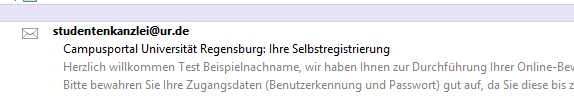 studentenkanzlei@ur.de
Campusportal Universität Regensburg: Ihre Selbstregistrierung
Herzlich willkommen Test Beispielnachname, wir haben Ihnen zur Durchführung Ihrer Online-Bew
Bitte bewahren Sie Ihre Zugangsdaten (Benutzerkennung und Passwort) gut auf, da Sie diese bis z